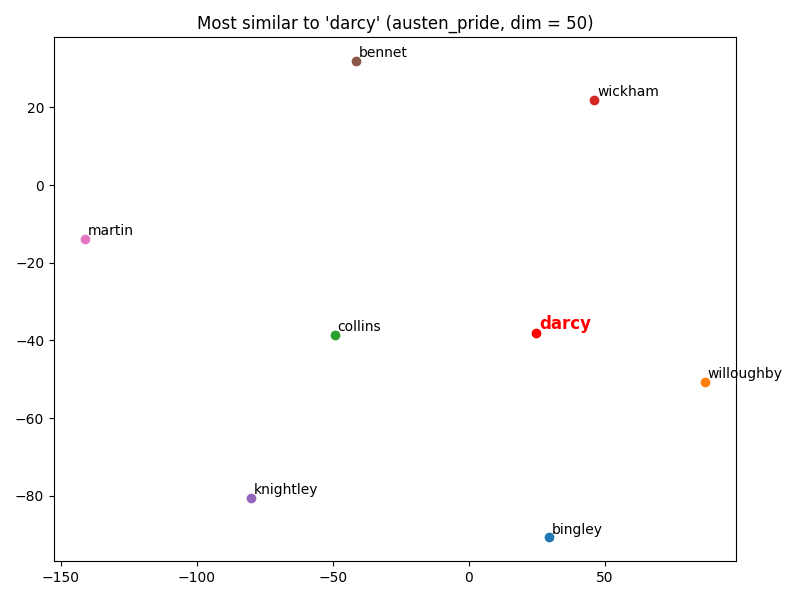 Most similar to 'darcy' (austen_pride, dim = 50)
bennet
wickham
martin
collins
darcy
willoughby
knightley
bingley
20
0
−20
−40
−60
−80
−150
−100
−50
0
50